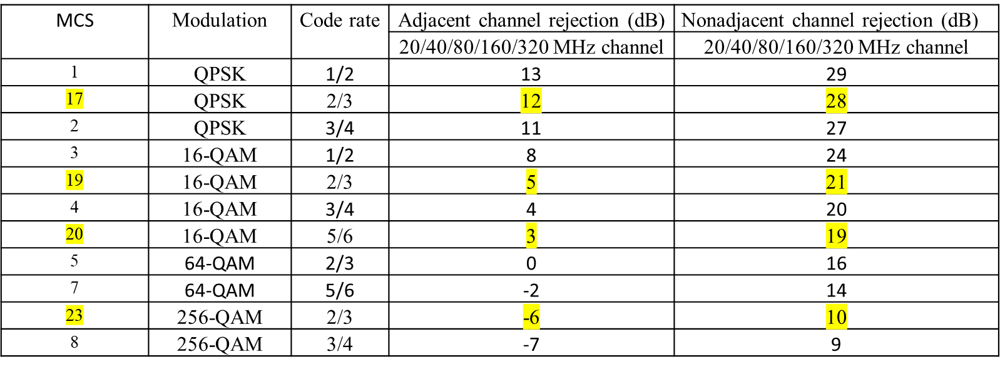 MCS Modulation Code rate Adjacent channel rejection (dB) Nonadjacent channel rejection (dB)
20/40/80/160/320 MHz channel 20/40/80/160/320 MHz channel
1 QPSK 1/2 13 29
17 QPSK 2/3 12 28
2 QPSK 3/4 11 27
3 16-QAM 1/2 8 24
19 16-QAM 2/3 5 21
4 16-QAM 3/4 4 20
20 16-QAM 5/6 3 19
5 64-QAM 2/3 0 16
7 64-QAM 5/6 -2 14
23 256-QAM 2/3 -6 10
8 256-QAM 3/4 -7 9